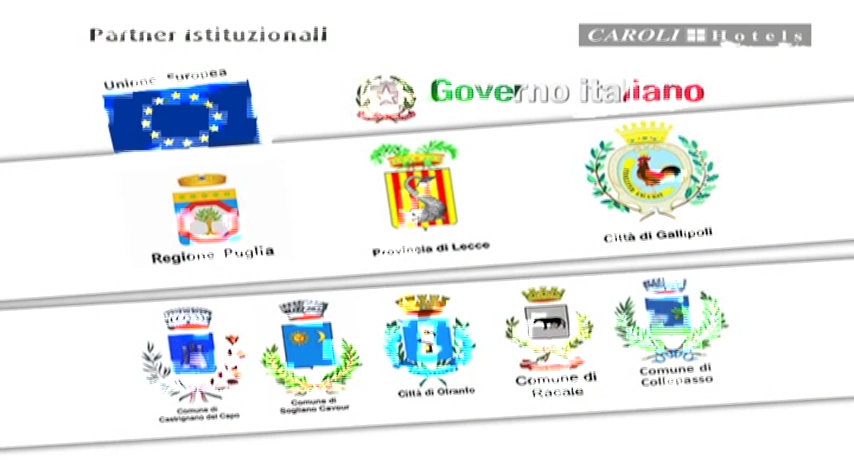 Partner istituzionali
CAROLI Hotels
Unione Europea
Governo italiano
Regione Puglia
Provincia di Lecce
Città di Gallipoli
Comune di
Castrignano del Capo
Comune di
Sogliano Cavour
Città di Otranto
Comune di
Racale
Comune di
Collepasso